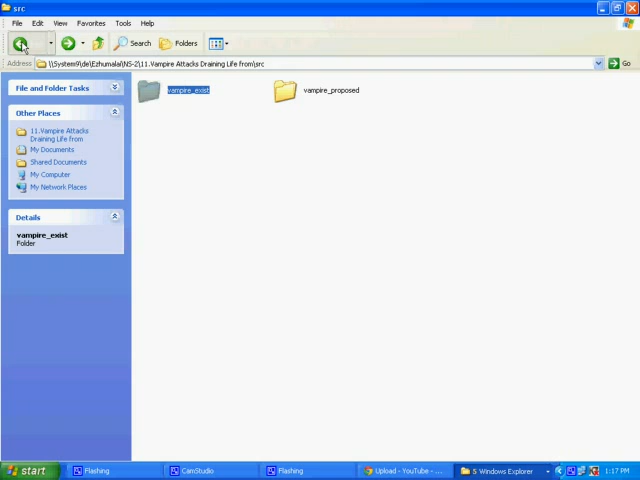 src
File Edit View Favorites Tools Help
Search Folders
Address \\System9\de\Ezhumalai\NS-2\11.Vampire Attacks Draining Life from\src Go
File and Folder Tasks
Other Places
11.Vampire Attacks
Draining Life from
My Documents
Shared Documents
My Computer
My Network Places
Details
vampire_exist
Folder
vampire_exist vampire_proposed
start Flashing CamStudio Flashing Upload - YouTube - ... 5 Windows Explorer 1:17 PM